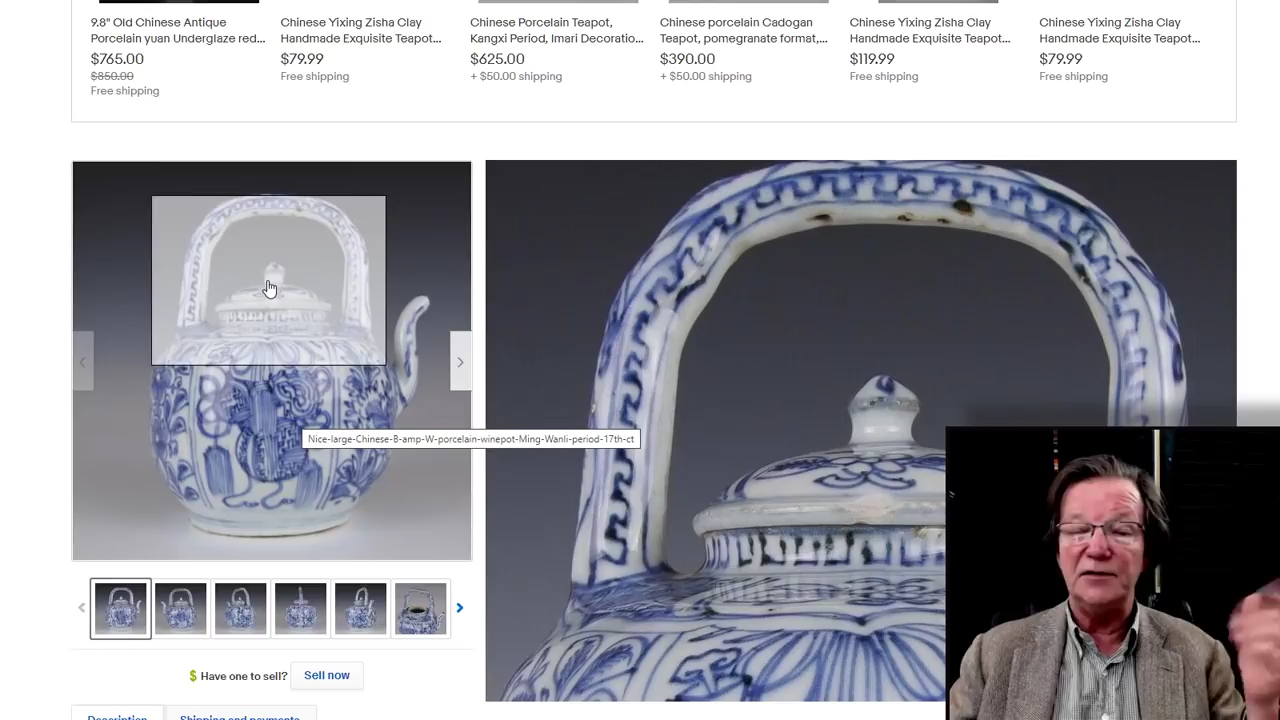 9.8" Old Chinese Antique
Porcelain yuan Underglaze red...
$765.00
$850.00
Free shipping
Chinese Yixing Zisha Clay
Handmade Exquisite Teapot...
$79.99
Free shipping
Chinese Porcelain Teapot,
Kangxi Period, Imari Decoratio...
$625.00
+ $50.00 shipping
Chinese porcelain Cadogan
Teapot, pomegranate format,...
$390.00
+ $50.00 shipping
Chinese Yixing Zisha Clay
Handmade Exquisite Teapot...
$119.99
Free shipping
Chinese Yixing Zisha Clay
Handmade Exquisite Teapot...
$79.99
Free shipping
Nice-large-Chinese-B-amp-W-porcelain-winepot-Ming-Wanli-period-17th-ct
$ Have one to sell? Sell now
Description Shipping and payments